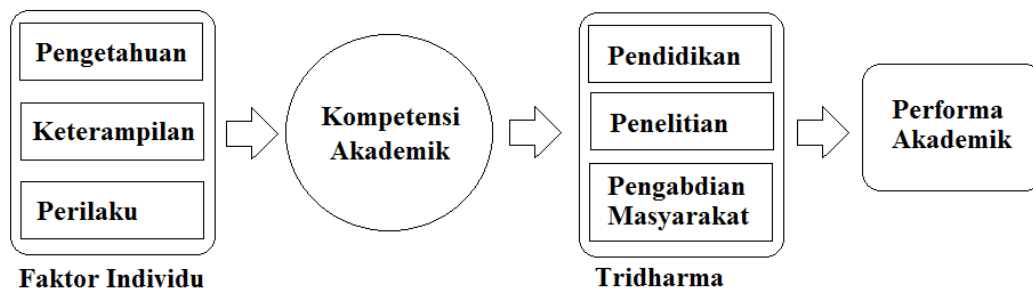 Pengetahuan
Keterampilan
Perilaku
Faktor Individu
Kompetensi
Akademik
Pendidikan
Penelitian
Pengabdian
Masyarakat
Tridharma
Performa
Akademik